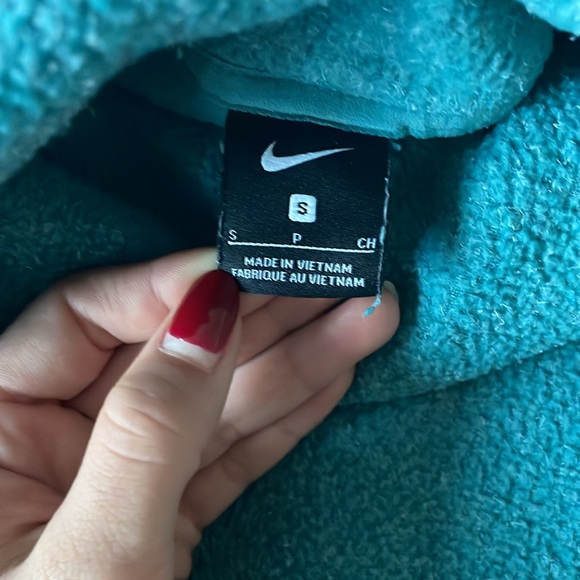 S
S P CH
MADE IN VIETNAM
FABRIQUE AU VIETNAM